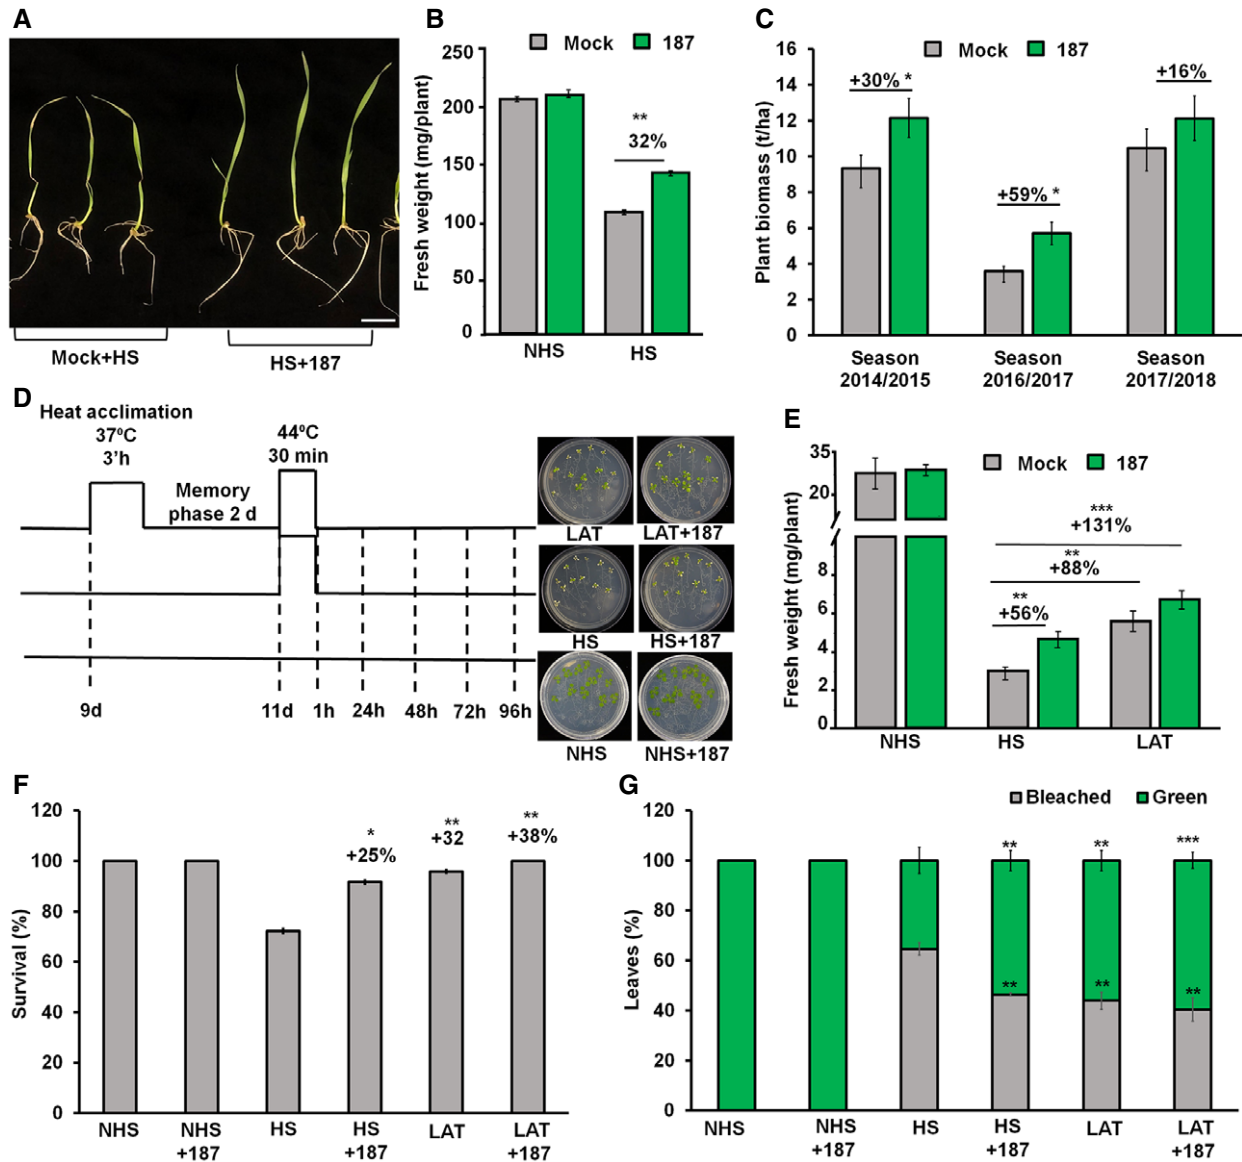 A
Mock+HS
HS+187
B
Mock 187
Fresh weight (mg/plant)
250
200
150
100
50
0
**
32%
NHS HS
C
Mock 187
Plant biomass (t/ha)
16
14
12
10
8
6
4
2
0
+30% *
+59% *
+16%
Season
2014/2015
Season
2016/2017
Season
2017/2018
D
Heat acclimation
37ºC
3'h
Memory
phase 2 d
44ºC
30 min
9d 11d 1h 24h 48h 72h 96h
LAT LAT+187
HS HS+187
NHS NHS+187
E
Mock 187
Fresh weight (mg/plant)
35
20
8
6
4
2
0
***
+131%
**
+88%
**
+56%
NHS HS LAT
F
Survival (%)
120
100
80
60
40
20
0
*
+25%
**
+32
**
+38%
NHS
NHS
+187
HS
HS
+187
LAT
LAT
+187
G
Bleached Green
Leaves (%)
120
100
80
60
40
20
0
** ** ***
** ** **
NHS
NHS
+187
HS
HS
+187
LAT
LAT
+187